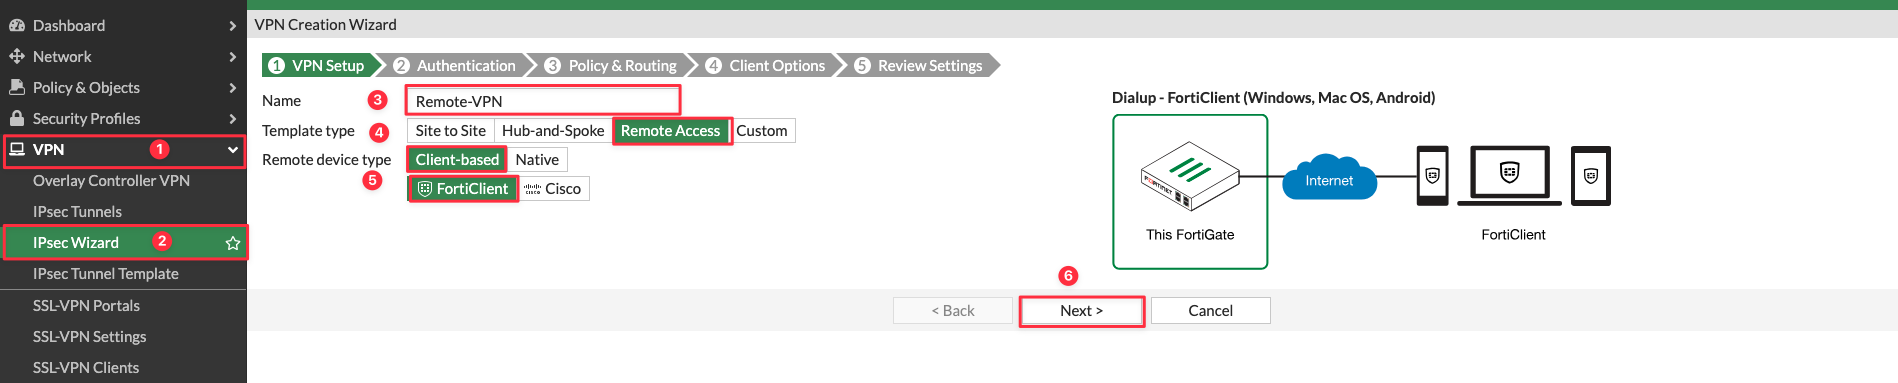 Dashboard
Network
Policy & Objects
Security Profiles
VPN 1
Overlay Controller VPN
IPsec Tunnels
IPsec Wizard 2
IPsec Tunnel Template
SSL-VPN Portals
SSL-VPN Settings
SSL-VPN Clients
VPN Creation Wizard
1 VPN Setup 2 Authentication 3 Policy & Routing 4 Client Options 5 Review Settings
Name 3 Remote-VPN
Template type 4 Site to Site Hub-and-Spoke Remote Access Custom
Remote device type Client-based Native
5 FortiClient cisco Cisco
Dialup - FortiClient (Windows, Mac OS, Android)
FORTINET
Internet
This FortiGate FortiClient
6
< Back Next > Cancel